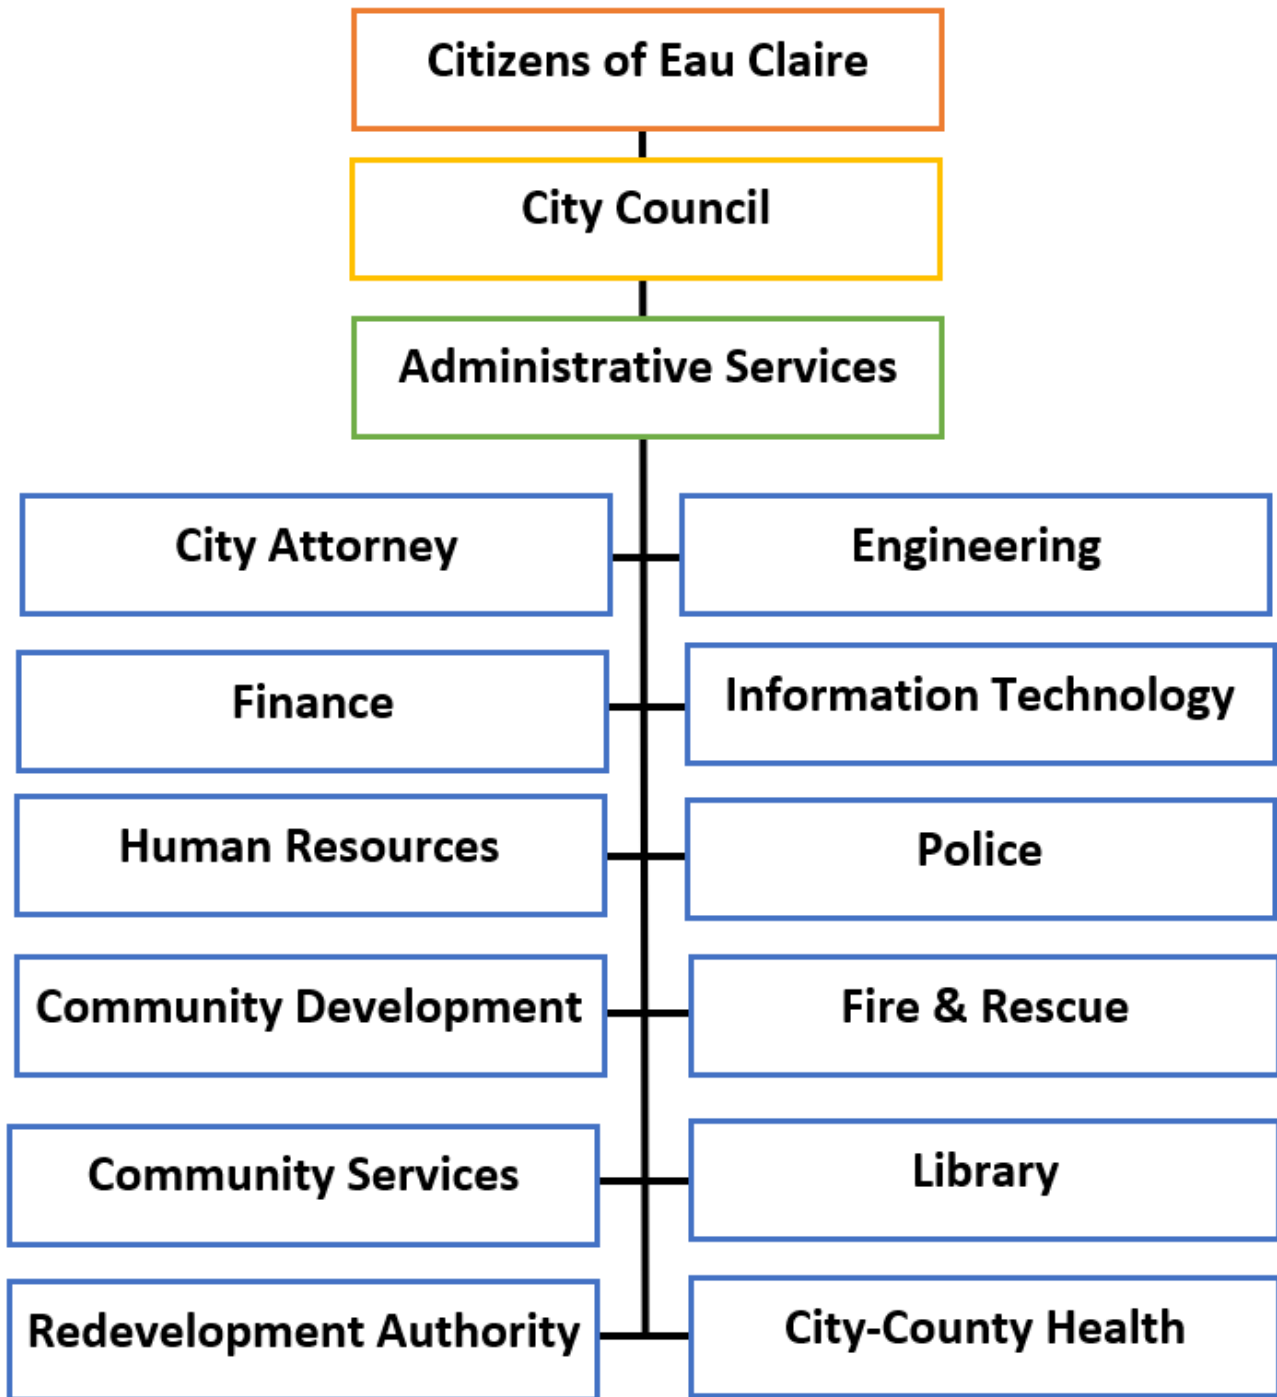 Citizens of Eau Claire
City Council
Administrative Services
City Attorney
Engineering
Finance
Information Technology
Human Resources
Police
Community Development
Fire & Rescue
Community Services
Library
Redevelopment Authority
City-County Health